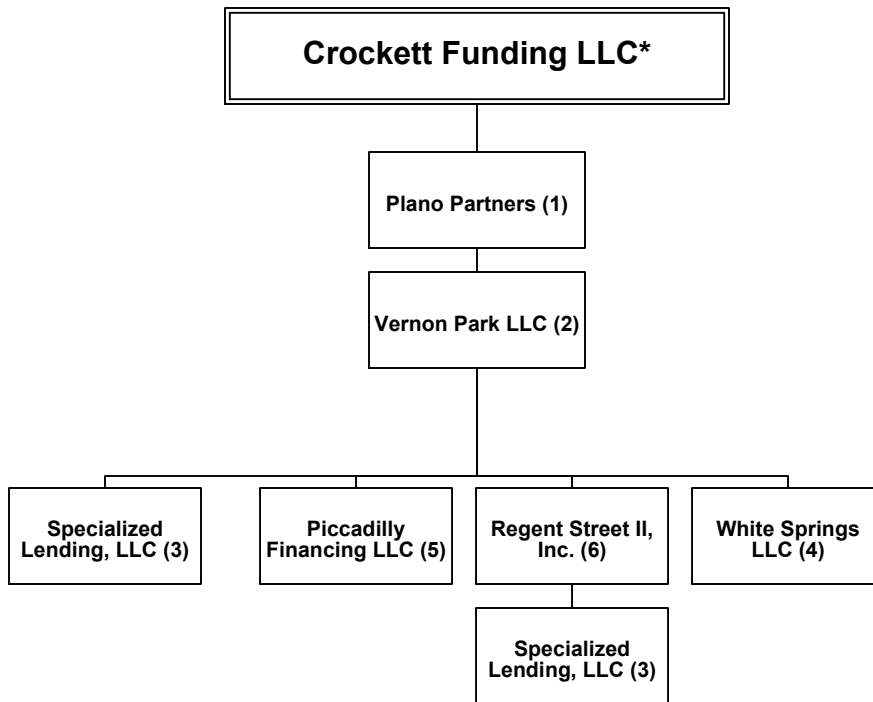 Crockett Funding LLC*
Plano Partners (1)
Vernon Park LLC (2)
Specialized
Lending, LLC (3)
Piccadilly
Financing LLC (5)
Regent Street II,
Inc. (6)
White Springs
LLC (4)
Specialized
Lending, LLC (3)